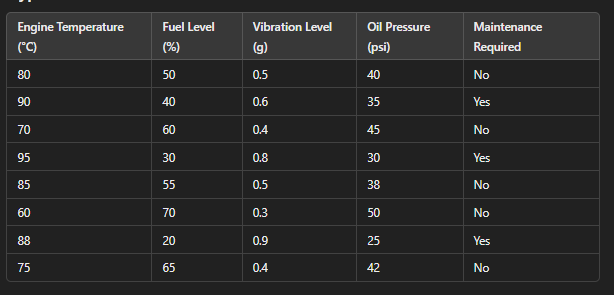 Engine Temperature (°C) Fuel Level (%) Vibration Level (g) Oil Pressure (psi) Maintenance Required
80 50 0.5 40 No
90 40 0.6 35 Yes
70 60 0.4 45 No
95 30 0.8 30 Yes
85 55 0.5 38 No
60 70 0.3 50 No
88 20 0.9 25 Yes
75 65 0.4 42 No